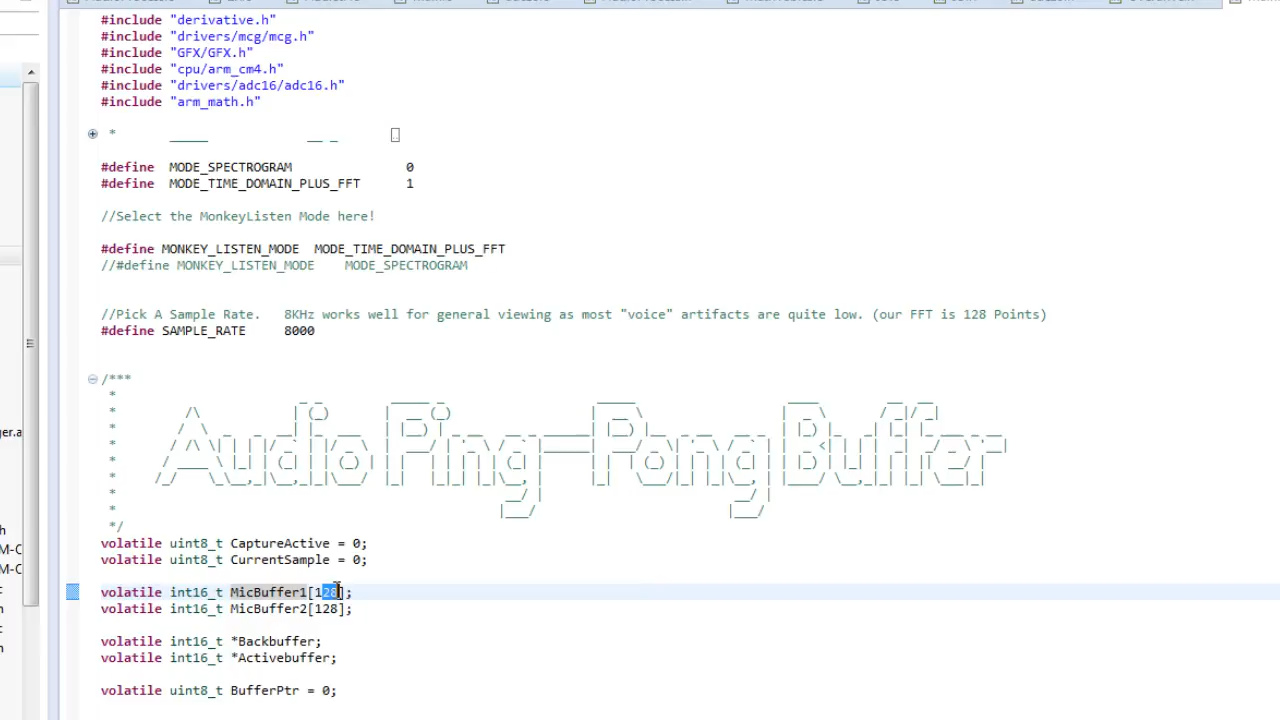 #include "derivative.h"
#include "drivers/mcg/mcg.h"
#include "GFX/GFX.h"
#include "cpu/arm_cm4.h"
#include "drivers/adc16/adc16.h"
#include "arm_math.h"
*
#define MODE_SPECTROGRAM 0
#define MODE_TIME_DOMAIN_PLUS_FFT 1
//Select the MonkeyListen Mode here!
#define MONKEY_LISTEN_MODE MODE_TIME_DOMAIN_PLUS_FFT
//#define MONKEY_LISTEN_MODE MODE_SPECTROGRAM
//Pick A Sample Rate. 8KHz works well for general viewing as most "voice" artifacts are quite low. (our FFT is 128 Points)
#define SAMPLE_RATE 8000
/***
Audio Ping-Pong Buffer
*/
volatile uint8_t CaptureActive = 0;
volatile uint8_t CurrentSample = 0;
volatile int16_t MicBuffer1[128];
volatile int16_t MicBuffer2[128];
volatile int16_t *Backbuffer;
volatile int16_t *Activebuffer;
volatile uint8_t BufferPtr = 0;
ger.a
h
M-C
M-C